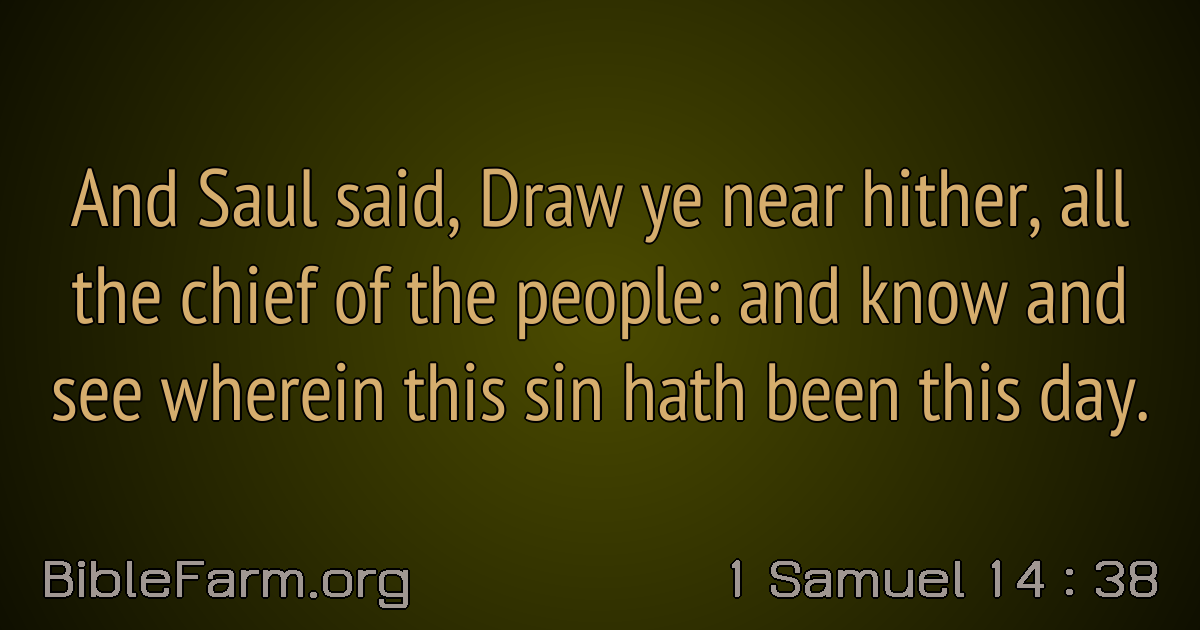 And Saul said, Draw ye near hither, all
the chief of the people: and know and
see wherein this sin hath been this day.
BibleFarm.org
1 Samuel 14 : 38